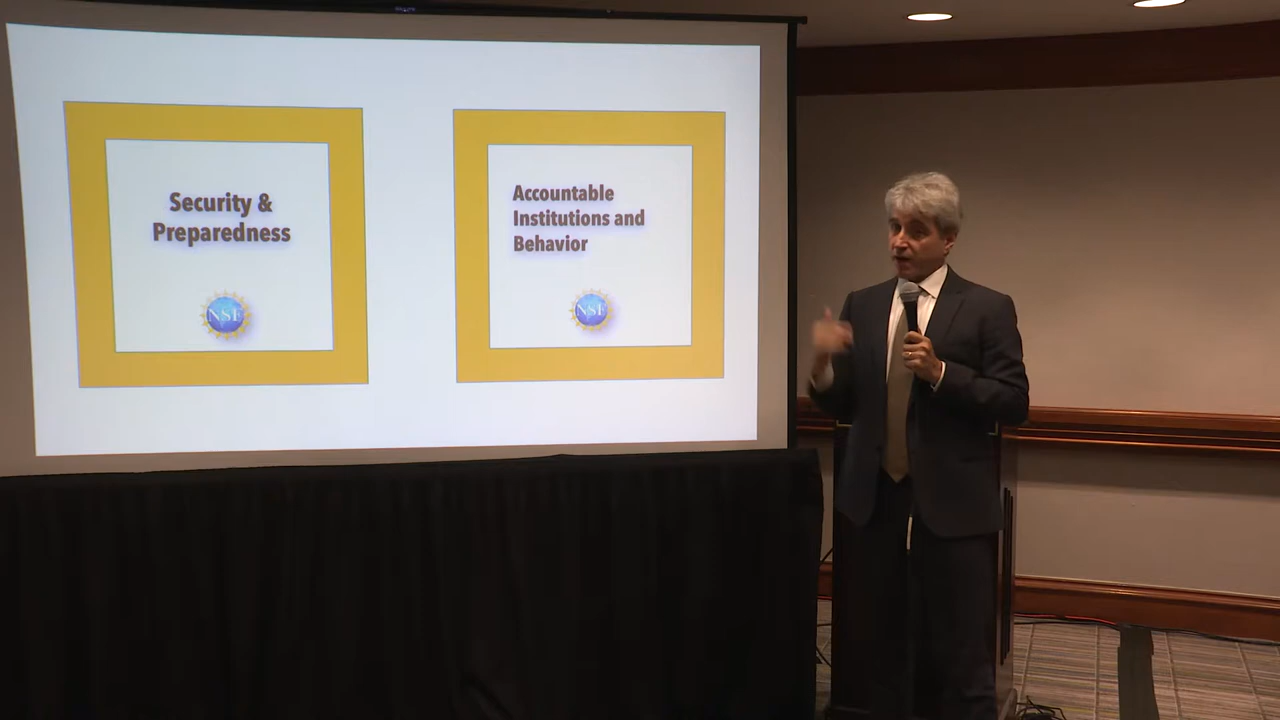 Security &
Preparedness
NSF
Accountable
Institutions and
Behavior
NSF